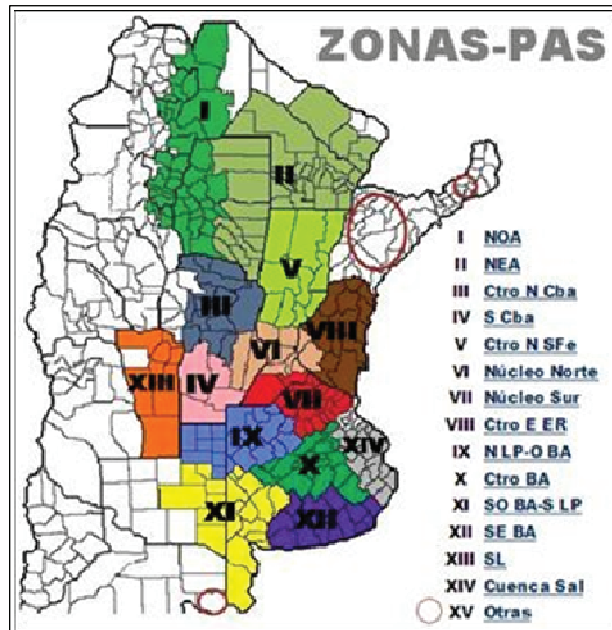 ZONAS-PAS
I
II
V
III
VIII
VI
XIII
IV
VII
XIV
IX
X
XI
XII
I NOA
II NEA
III Ctro N Cba
IV S Cba
V Ctro N SFe
VI Núcleo Norte
VII Núcleo Sur
VIII Ctro E ER
IX N LP-O BA
X Ctro BA
XI SO BA-S LP
XII SE BA
XIII SL
XIV Cuenca Sal
XV Otras